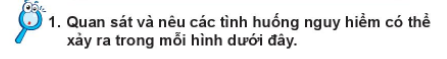 1. Quan sát và nêu các tình huống nguy hiểm có thể
xảy ra trong mỗi hình dưới đây.